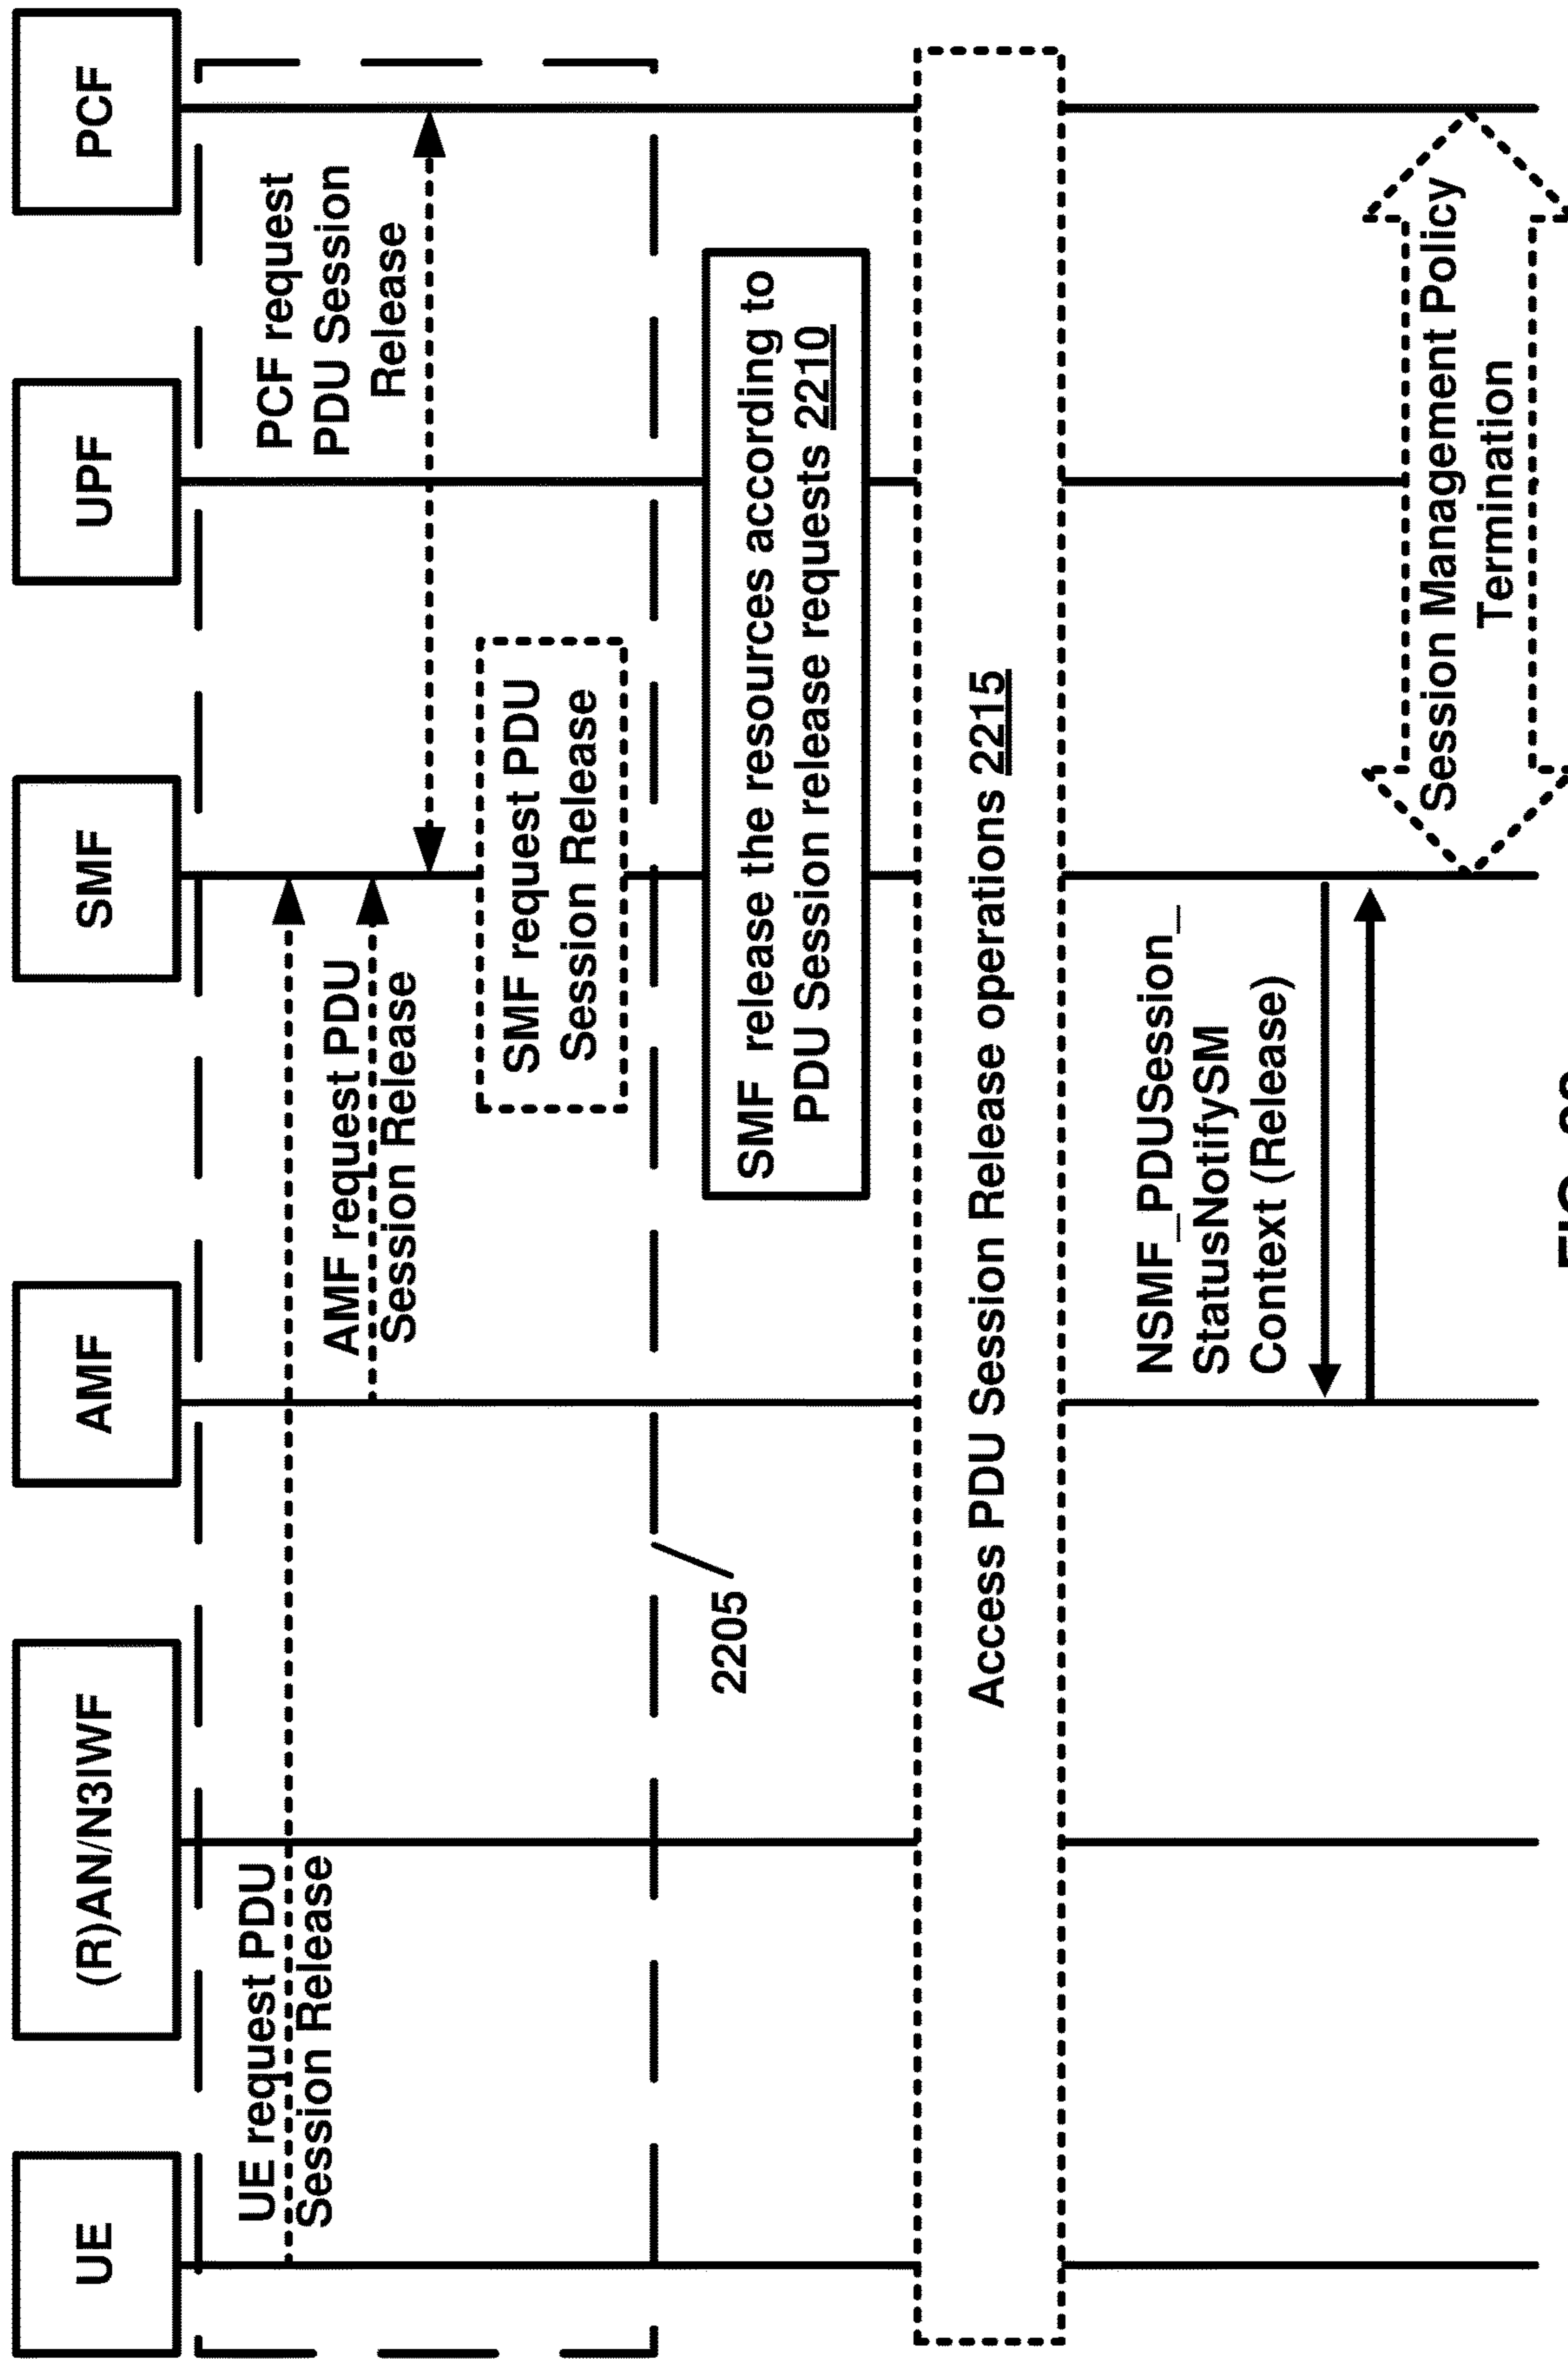 UE
(R)AN/N3IWF
AMF
SMF
UPF
PCF
UE request PDU
Session Release
AMF request PDU
Session Release
PCF request
PDU Session
Release
SMF request PDU
Session Release
2205
SMF release the resources according to
PDU Session release requests 2210
Access PDU Session Release operations 2215
NSMF_PDUSession_
StatusNotifySM
Context (Release)
Session Management Policy
Termination